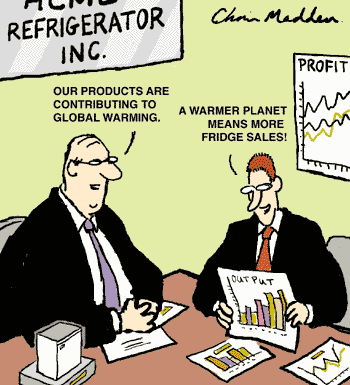 ACME
REFRIGERATOR
INC.
Chris Madden
PROFIT
OUR PRODUCTS ARE
CONTRIBUTING TO
GLOBAL WARMING.
A WARMER PLANET
MEANS MORE
FRIDGE SALES!
OUTPUT